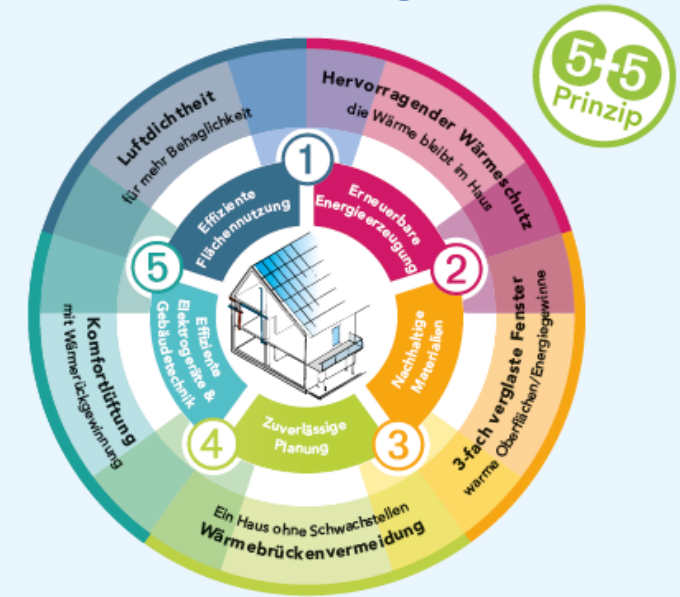 5+5
Prinzip
Hervorragender Wärmeschutz
die Wärme bleibt im Haus
3-fach verglaste Fenster
warme Oberflächen/Energiegewinne
Ein Haus ohne Schwachstellen
Wärmebrückenvermeidung
Komfortlüftung
mit Wärmerückgewinnung
Luftdichtheit
für mehr Behaglichkeit
1
Erneuerbare
Energieerzeugung
2
Nachhaltige
Materialien
3
Zuverlässige
Planung
4
Effiziente
Elektrogeräte &
Gebäudetechnik
5
Effiziente
Flächennutzung